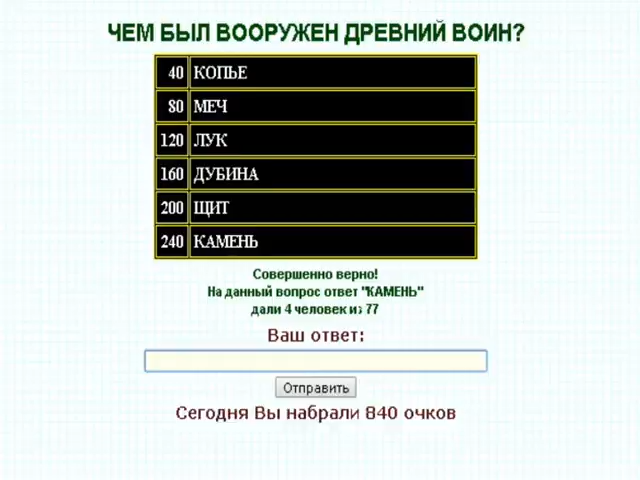 ЧЕМ БЫЛ ВООРУЖЕН ДРЕВНИЙ ВОИН?
40 КОПЬЕ
80 МЕЧ
120 ЛУК
160 ДУБИНА
200 ЩИТ
240 КАМЕНЬ
Совершенно верно!
На данный вопрос ответ "КАМЕНЬ"
дали 4 человек из 77
Ваш ответ:
Отправить
Сегодня Вы набрали 840 очков